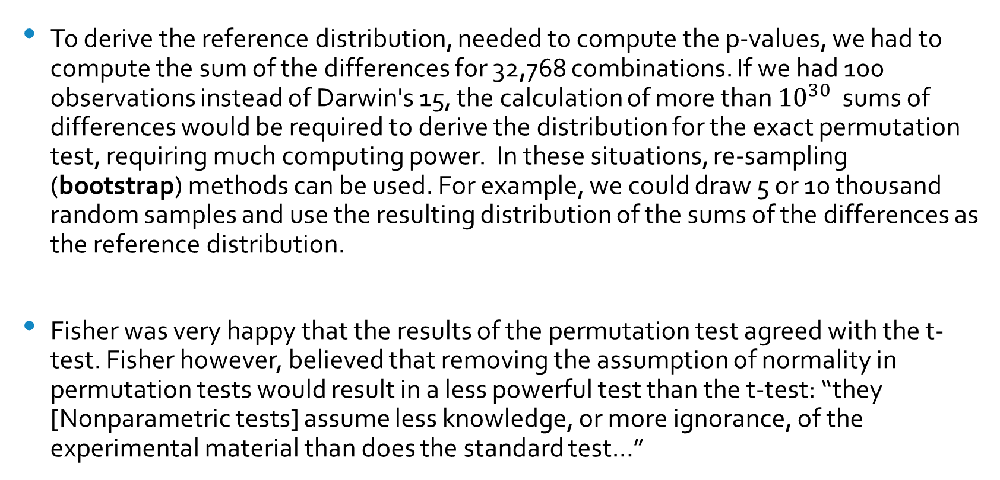 • To derive the reference distribution, needed to compute the p-values, we had to
compute the sum of the differences for 32,768 combinations. If we had 100
observations instead of Darwin's 15, the calculation of more than 10³⁰ sums of
differences would be required to derive the distribution for the exact permutation
test, requiring much computing power. In these situations, re-sampling
(bootstrap) methods can be used. For example, we could draw 5 or 10 thousand
random samples and use the resulting distribution of the sums of the differences as
the reference distribution.
• Fisher was very happy that the results of the permutation test agreed with the t-
test. Fisher however, believed that removing the assumption of normality in
permutation tests would result in a less powerful test than the t-test: “they
[Nonparametric tests] assume less knowledge, or more ignorance, of the
experimental material than does the standard test...”